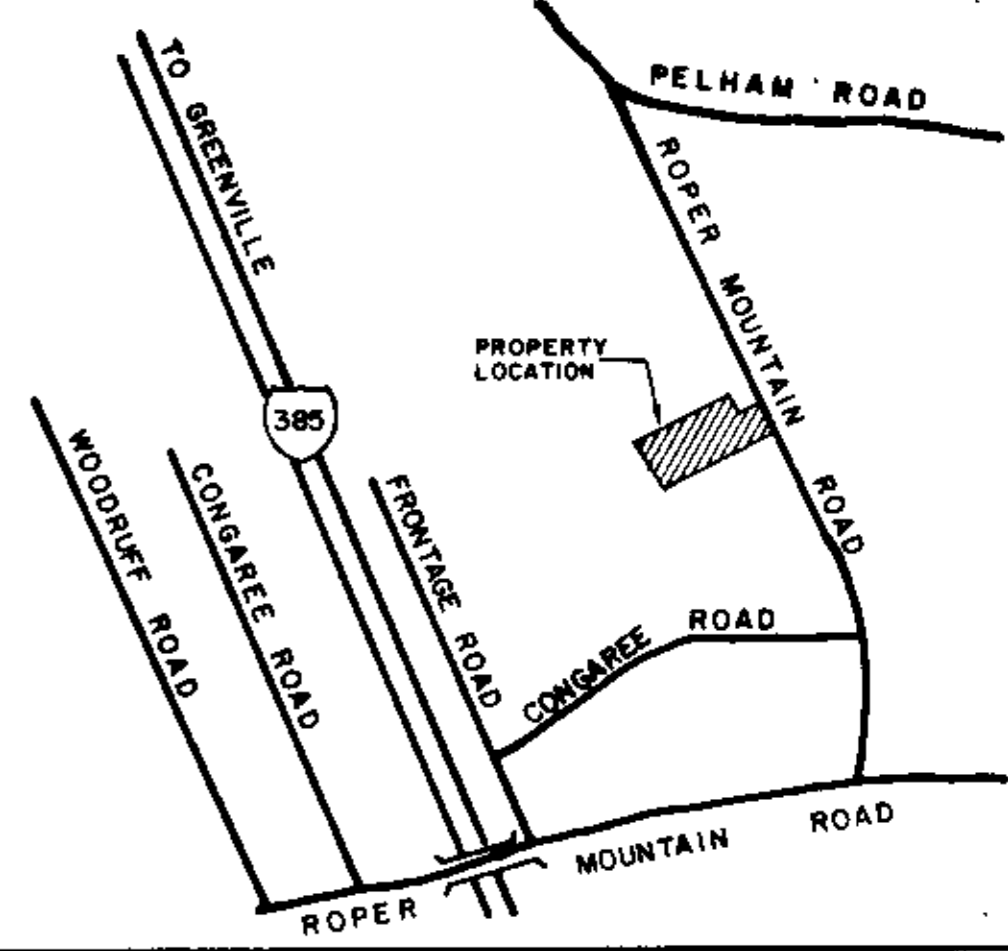 TO GREENVILLE
PELHAM ROAD
ROPER MOUNTAIN ROAD
PROPERTY
LOCATION
385
WOODRUFF ROAD
CONGAREE ROAD
FRONTAGE ROAD
CONGAREE ROAD
ROPER MOUNTAIN ROAD